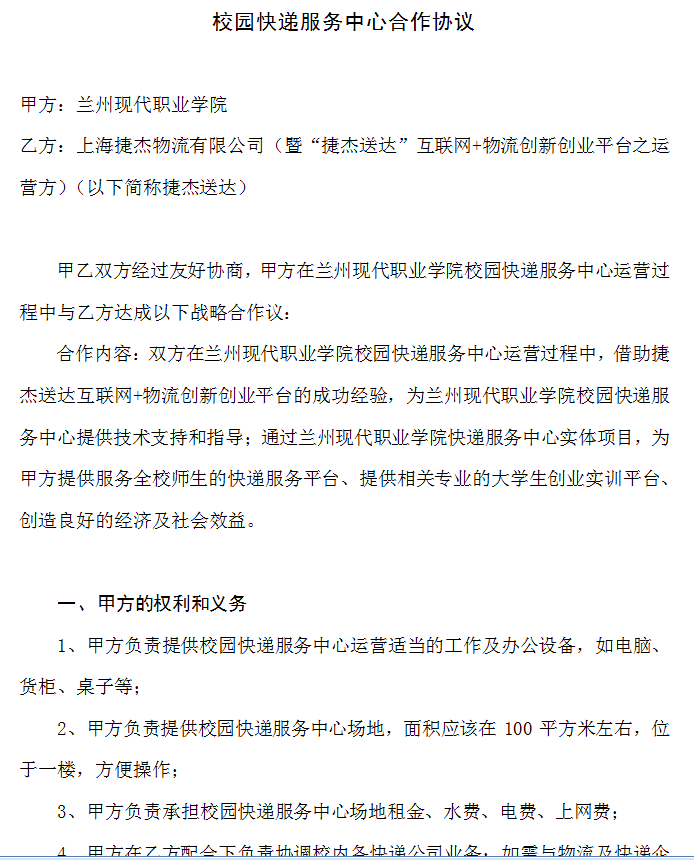 校园快递服务中心合作协议
甲方：兰州现代职业学院
乙方：上海捷杰物流有限公司（暨“捷杰送达”互联网+物流创新创业平台之运
营方）（以下简称捷杰送达）
甲乙双方经过友好协商，甲方在兰州现代职业学院校园快递服务中心运营过
程中与乙方达成以下战略合作议：
合作内容：双方在兰州现代职业学院校园快递服务中心运营过程中，借助捷
杰送达互联网+物流创新创业平台的成功经验，为兰州现代职业学院校园快递服
务中心提供技术支持和指导；通过兰州现代职业学院快递服务中心实体项目，为
甲方提供服务全校师生的快递服务平台、提供相关专业的大学生创业实训平台、
创造良好的经济及社会效益。
一、甲方的权利和义务
1、甲方负责提供校园快递服务中心运营适当的工作及办公设备，如电脑、
货柜、桌子等；
2、甲方负责提供校园快递服务中心场地，面积应该在 100 平方米左右，位
于一楼，方便操作；
3、甲方负责承担校园快递服务中心场地租金、水费、电费、上网费；
4、甲方在乙方配合下负责协调校内各快递公司业务；如需与物流及快递企